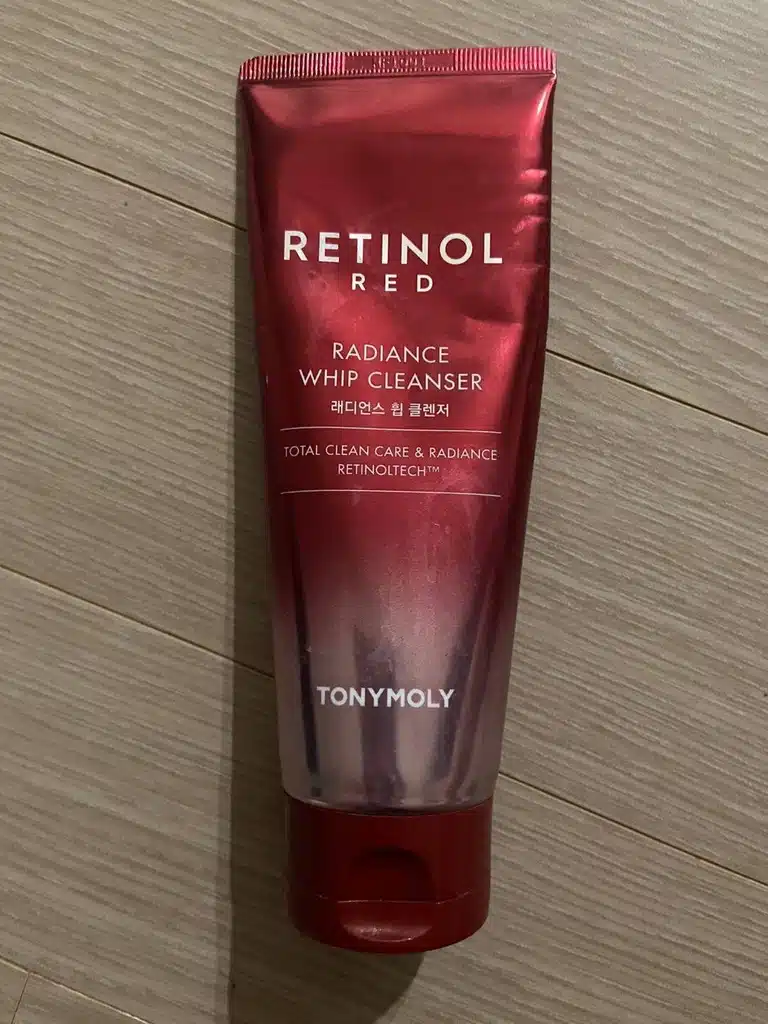 RETINOL
RED
RADIANCE
WHIP CLEANSER
래디언스 휩 클렌저
TOTAL CLEAN CARE & RADIANCE
RETINOLTECH™
TONYMOLY